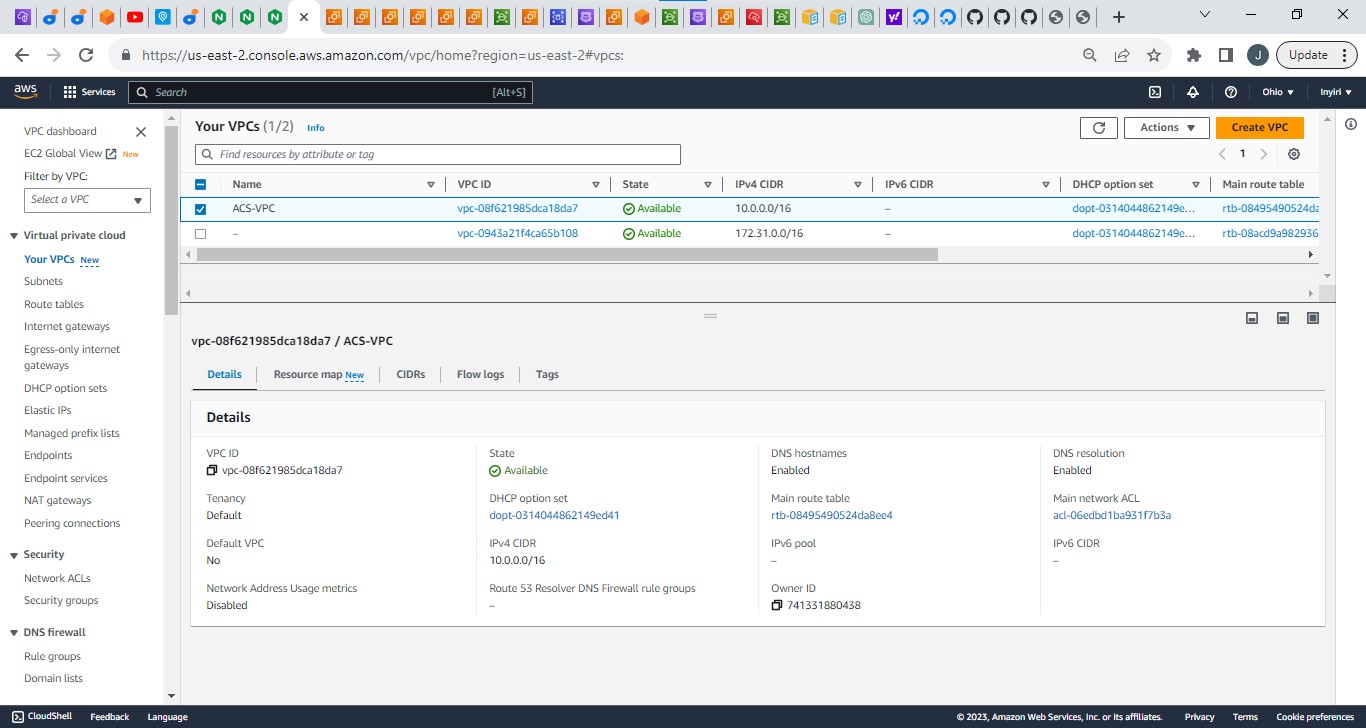 https://us-east-2.console.aws.amazon.com/vpc/home?region=us-east-2#vpcs:
J
Update
aws
Services
Search
[Alt+S]
Ohio
Inyiri
VPC dashboard
EC2 Global View New
Filter by VPC:
Select a VPC
Virtual private cloud
Your VPCs New
Subnets
Route tables
Internet gateways
Egress-only internet
gateways
DHCP option sets
Elastic IPs
Managed prefix lists
Endpoints
Endpoint services
NAT gateways
Peering connections
Security
Network ACLs
Security groups
DNS firewall
Rule groups
Domain lists
Your VPCs (1/2) Info
Actions
Create VPC
Find resources by attribute or tag
1
Name VPC ID State IPv4 CIDR IPv6 CIDR DHCP option set Main route table
ACS-VPC vpc-08f621985dca18da7 Available 10.0.0.0/16 – dopt-0314044862149e... rtb-08495490524da
– vpc-0943a21f4ca65b108 Available 172.31.0.0/16 – dopt-0314044862149e... rtb-08acd9a982936
vpc-08f621985dca18da7 / ACS-VPC
Details Resource map New CIDRs Flow logs Tags
Details
VPC ID
vpc-08f621985dca18da7
State
Available
DNS hostnames
Enabled
DNS resolution
Enabled
Tenancy
Default
DHCP option set
dopt-0314044862149ed41
Main route table
rtb-08495490524da8ee4
Main network ACL
acl-06edbd1ba931f7b3a
Default VPC
No
IPv4 CIDR
10.0.0.0/16
IPv6 pool
–
IPv6 CIDR
–
Network Address Usage metrics
Disabled
Route 53 Resolver DNS Firewall rule groups
–
Owner ID
741331880438
CloudShell Feedback Language
© 2023, Amazon Web Services, Inc. or its affiliates. Privacy Terms Cookie preferences